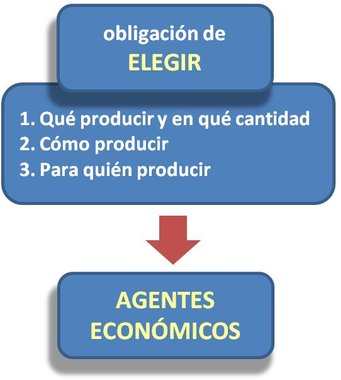 obligación de
ELEGIR
1. Qué producir y en qué cantidad
2. Cómo producir
3. Para quién producir
AGENTES
ECONÓMICOS